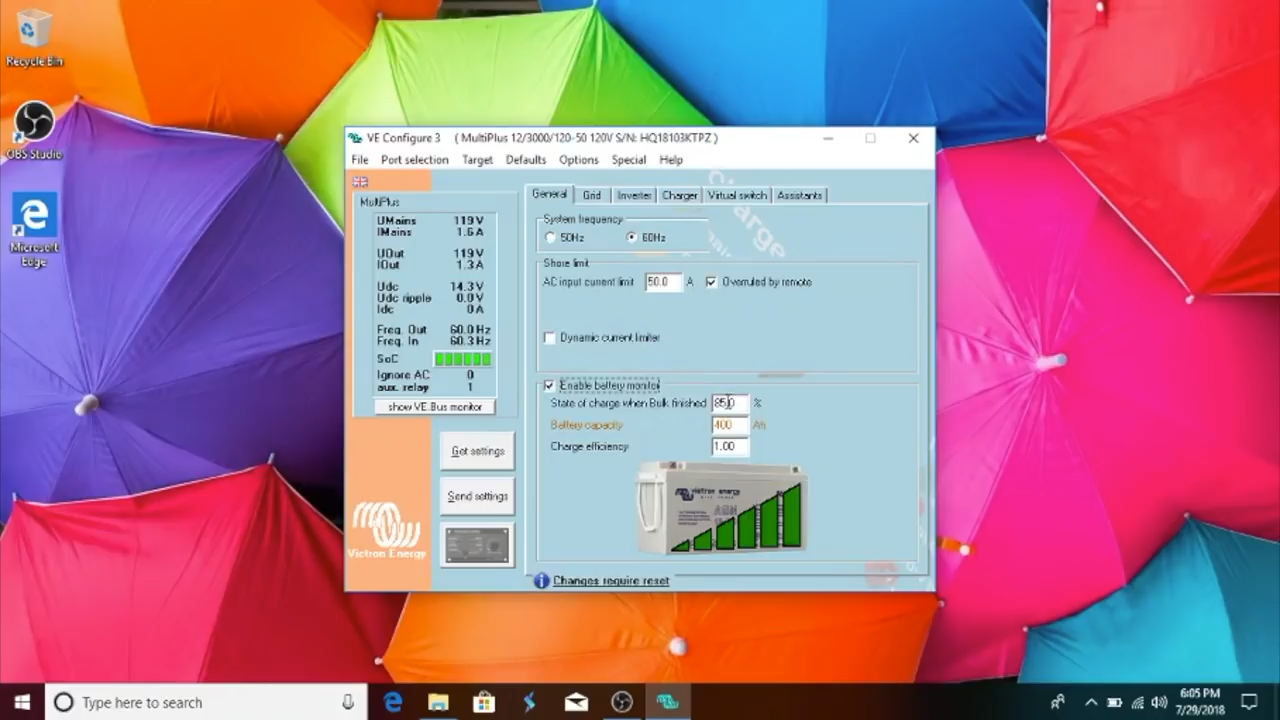 Recycle Bin
OBS Studio
Microsoft
Edge
VE Configure 3 ( MultiPlus 12/3000/120-50 120V S/N: HQ18103KTPZ )
File Port selection Target Defaults Options Special Help
General Grid Inverter Charger Virtual switch Assistants
MultiPlus
UMains 119 V
IMains 1.6 A
UOut 119 V
IOut 1.3 A
Udc 14.3 V
Udc ripple 0.0 V
Idc 0 A
Freq. Out 60.0 Hz
Freq. In 60.3 Hz
SoC
Ignore AC 0
aux. relay 1
show VE.Bus monitor
Get settings
Send settings
Victron Energy
System frequency
50Hz 60Hz
Shore limit
AC input current limit 50.0 A Overruled by remote
Dynamic current limiter
Enable battery monitor
State of charge when Bulk finished 85.0 %
Battery capacity 400 Ah
Charge efficiency 1.00
victron energy
Changes require reset
Type here to search
6:05 PM
7/29/2018